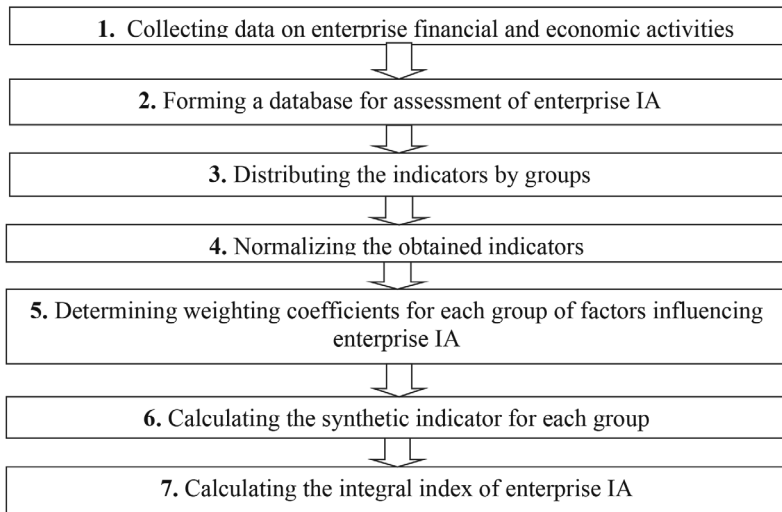 1. Collecting data on enterprise financial and economic activities
2. Forming a database for assessment of enterprise IA
3. Distributing the indicators by groups
4. Normalizing the obtained indicators
5. Determining weighting coefficients for each group of factors influencing
enterprise IA
6. Calculating the synthetic indicator for each group
7. Calculating the integral index of enterprise IA